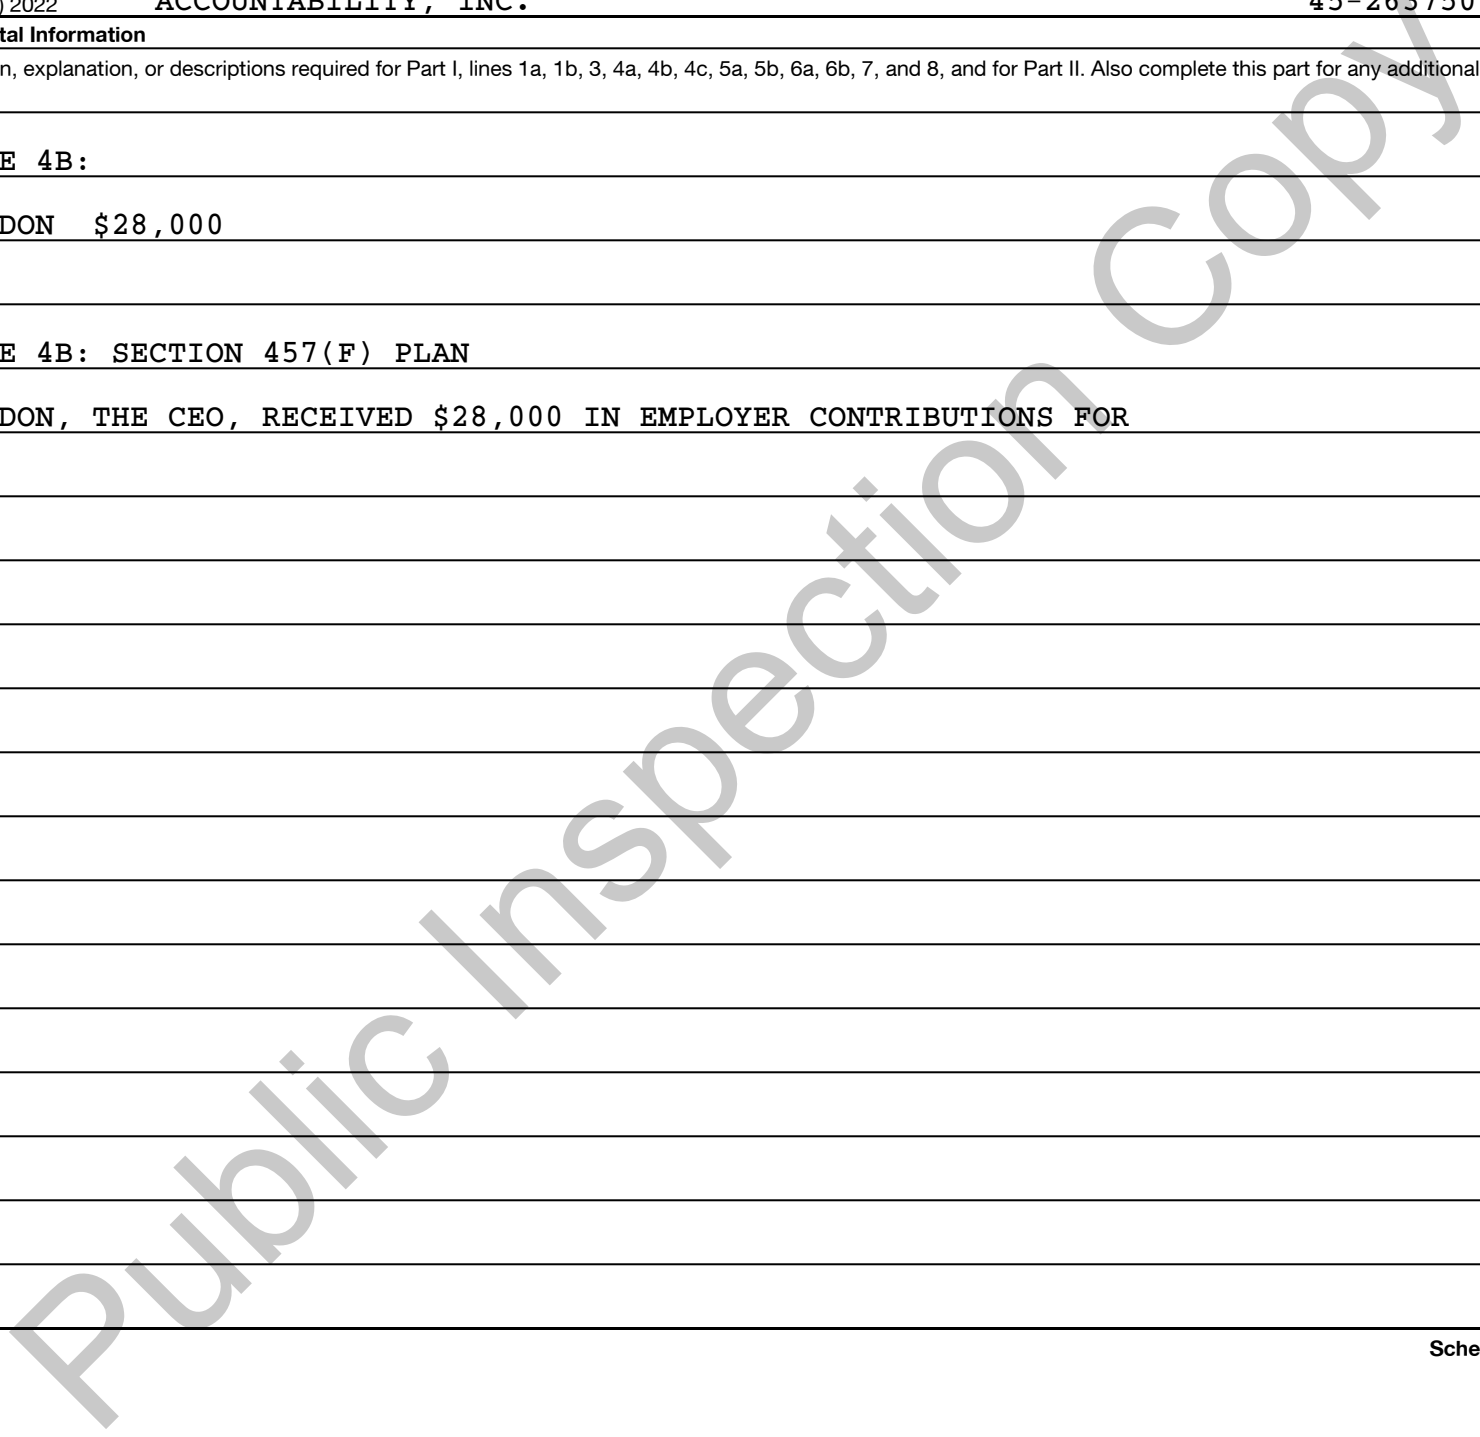 ) 2022 ACCOUNTABILITY, INC. 45-263750
tal Information
n, explanation, or descriptions required for Part I, lines 1a, 1b, 3, 4a, 4b, 4c, 5a, 5b, 6a, 6b, 7, and 8, and for Part II. Also complete this part for any additional
E 4B:
DON $28,000
E 4B: SECTION 457(F) PLAN
DON, THE CEO, RECEIVED $28,000 IN EMPLOYER CONTRIBUTIONS FOR
Public Inspection Copy
Sche